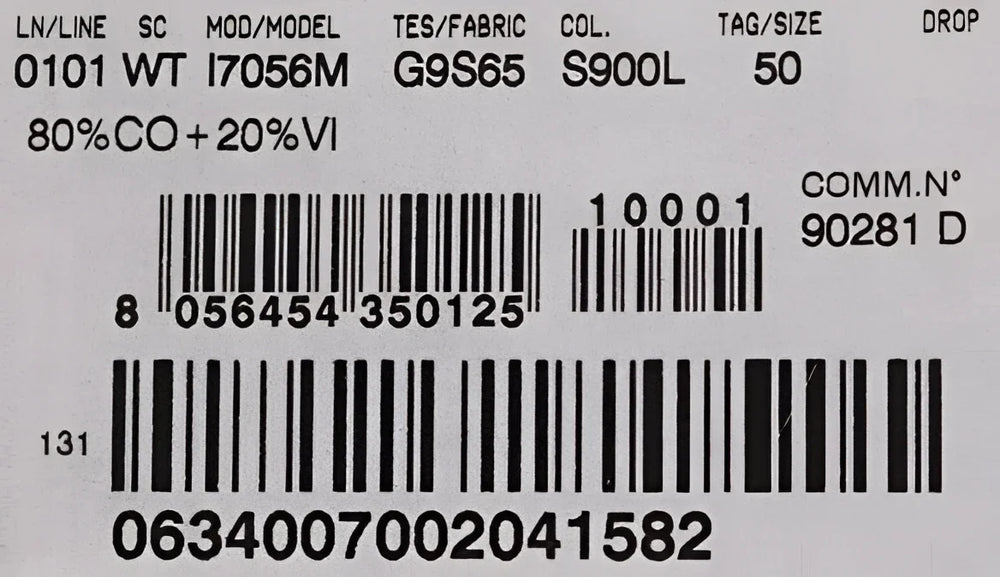 LN/LINE SC MOD/MODEL TES/FABRIC COL. TAG/SIZE DROP
0101 WT I7056M G9S65 S900L 50
80%CO+20%VI
COMM.N°
90281 D
10001
8 056454 350125
131
0634007002041582